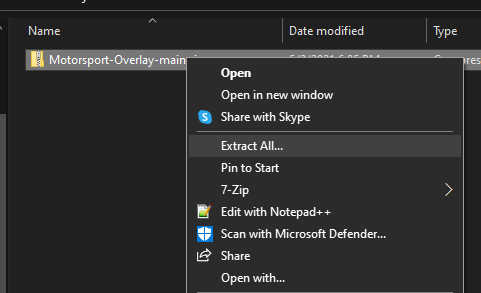 Name Date modified Type
Motorsport-Overlay-main
Open
Open in new window
Share with Skype
Extract All...
Pin to Start
7-Zip
Edit with Notepad++
Scan with Microsoft Defender...
Share
Open with...